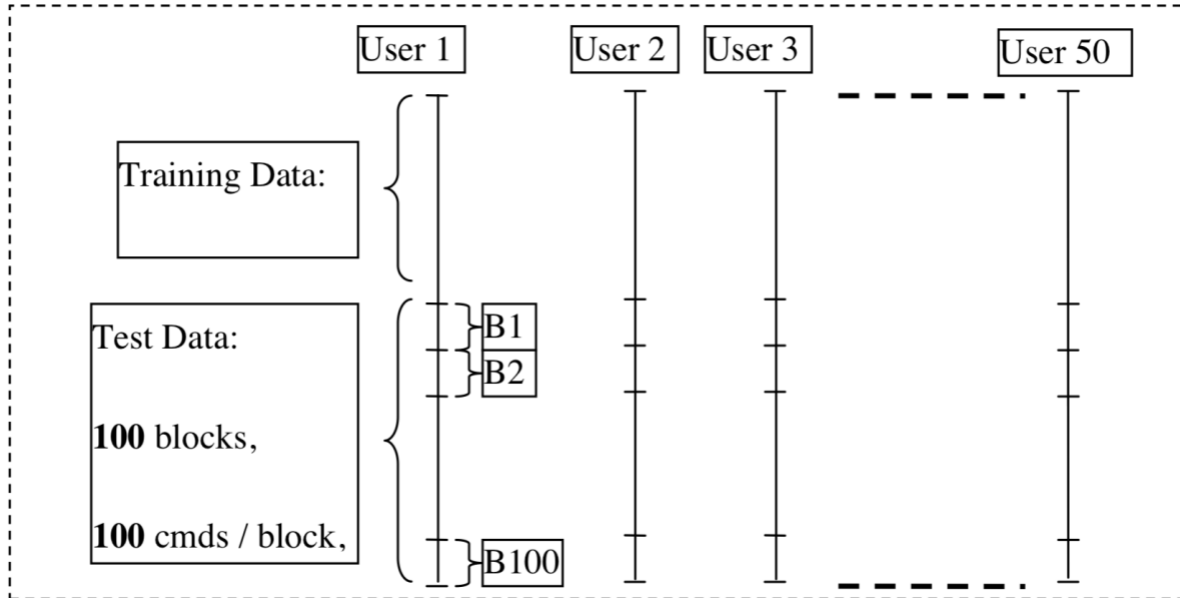 User 1
User 2
User 3
User 50
Training Data:
B1
Test Data:
B2
100 blocks,
100 cmds / block,
B100